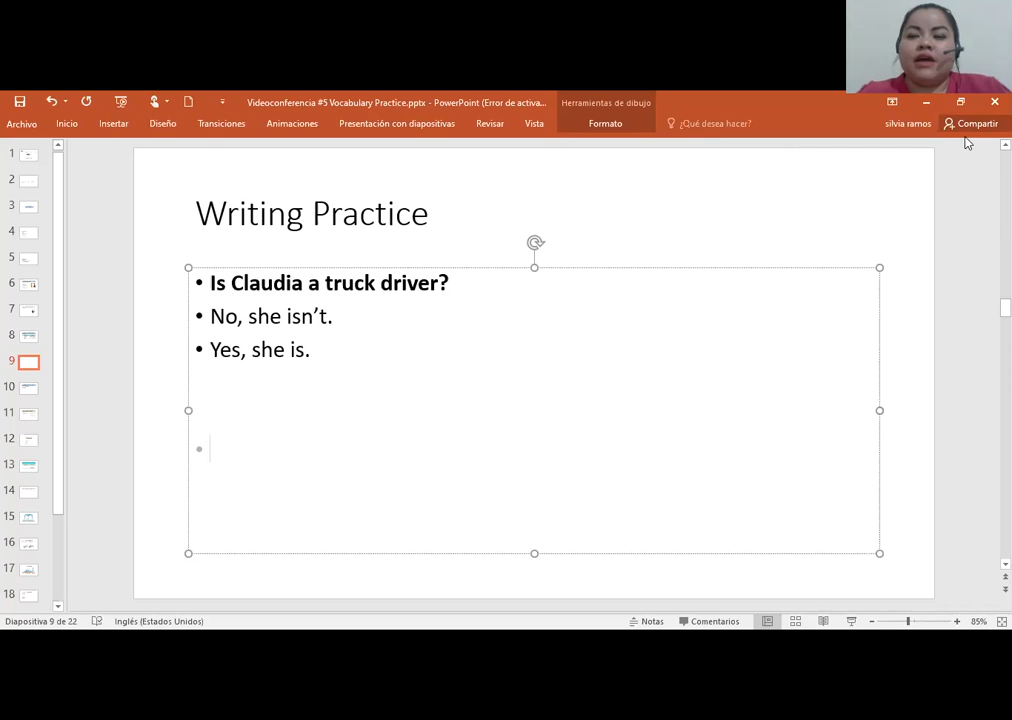 Videoconferencia #5 Vocabulary Practice.pptx - PowerPoint (Error de activa...
Herramientas de dibujo
Archivo Inicio Insertar Diseño Transiciones Animaciones Presentación con diapositivas Revisar Vista Formato ¿Qué desea hacer? silvia ramos Compartir
1
2
3
4
5
6
7
8
9
10
11
12
13
14
15
16
17
18
Writing Practice
• Is Claudia a truck driver?
• No, she isn’t.
• Yes, she is.
•
Diapositiva 9 de 22 Inglés (Estados Unidos) Notas Comentarios 85%